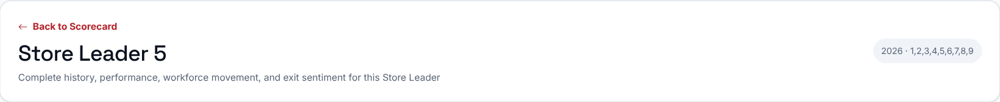 ← Back to Scorecard
Store Leader 5
2026 · 1,2,3,4,5,6,7,8,9
Complete history, performance, workforce movement, and exit sentiment for this Store Leader